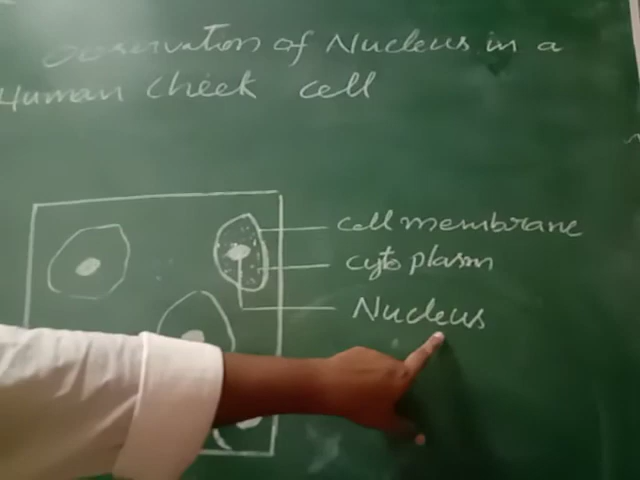 Observation of Nucleus in a
Human Cheek cell
Cell membrane
cyto plasm
Nucleus